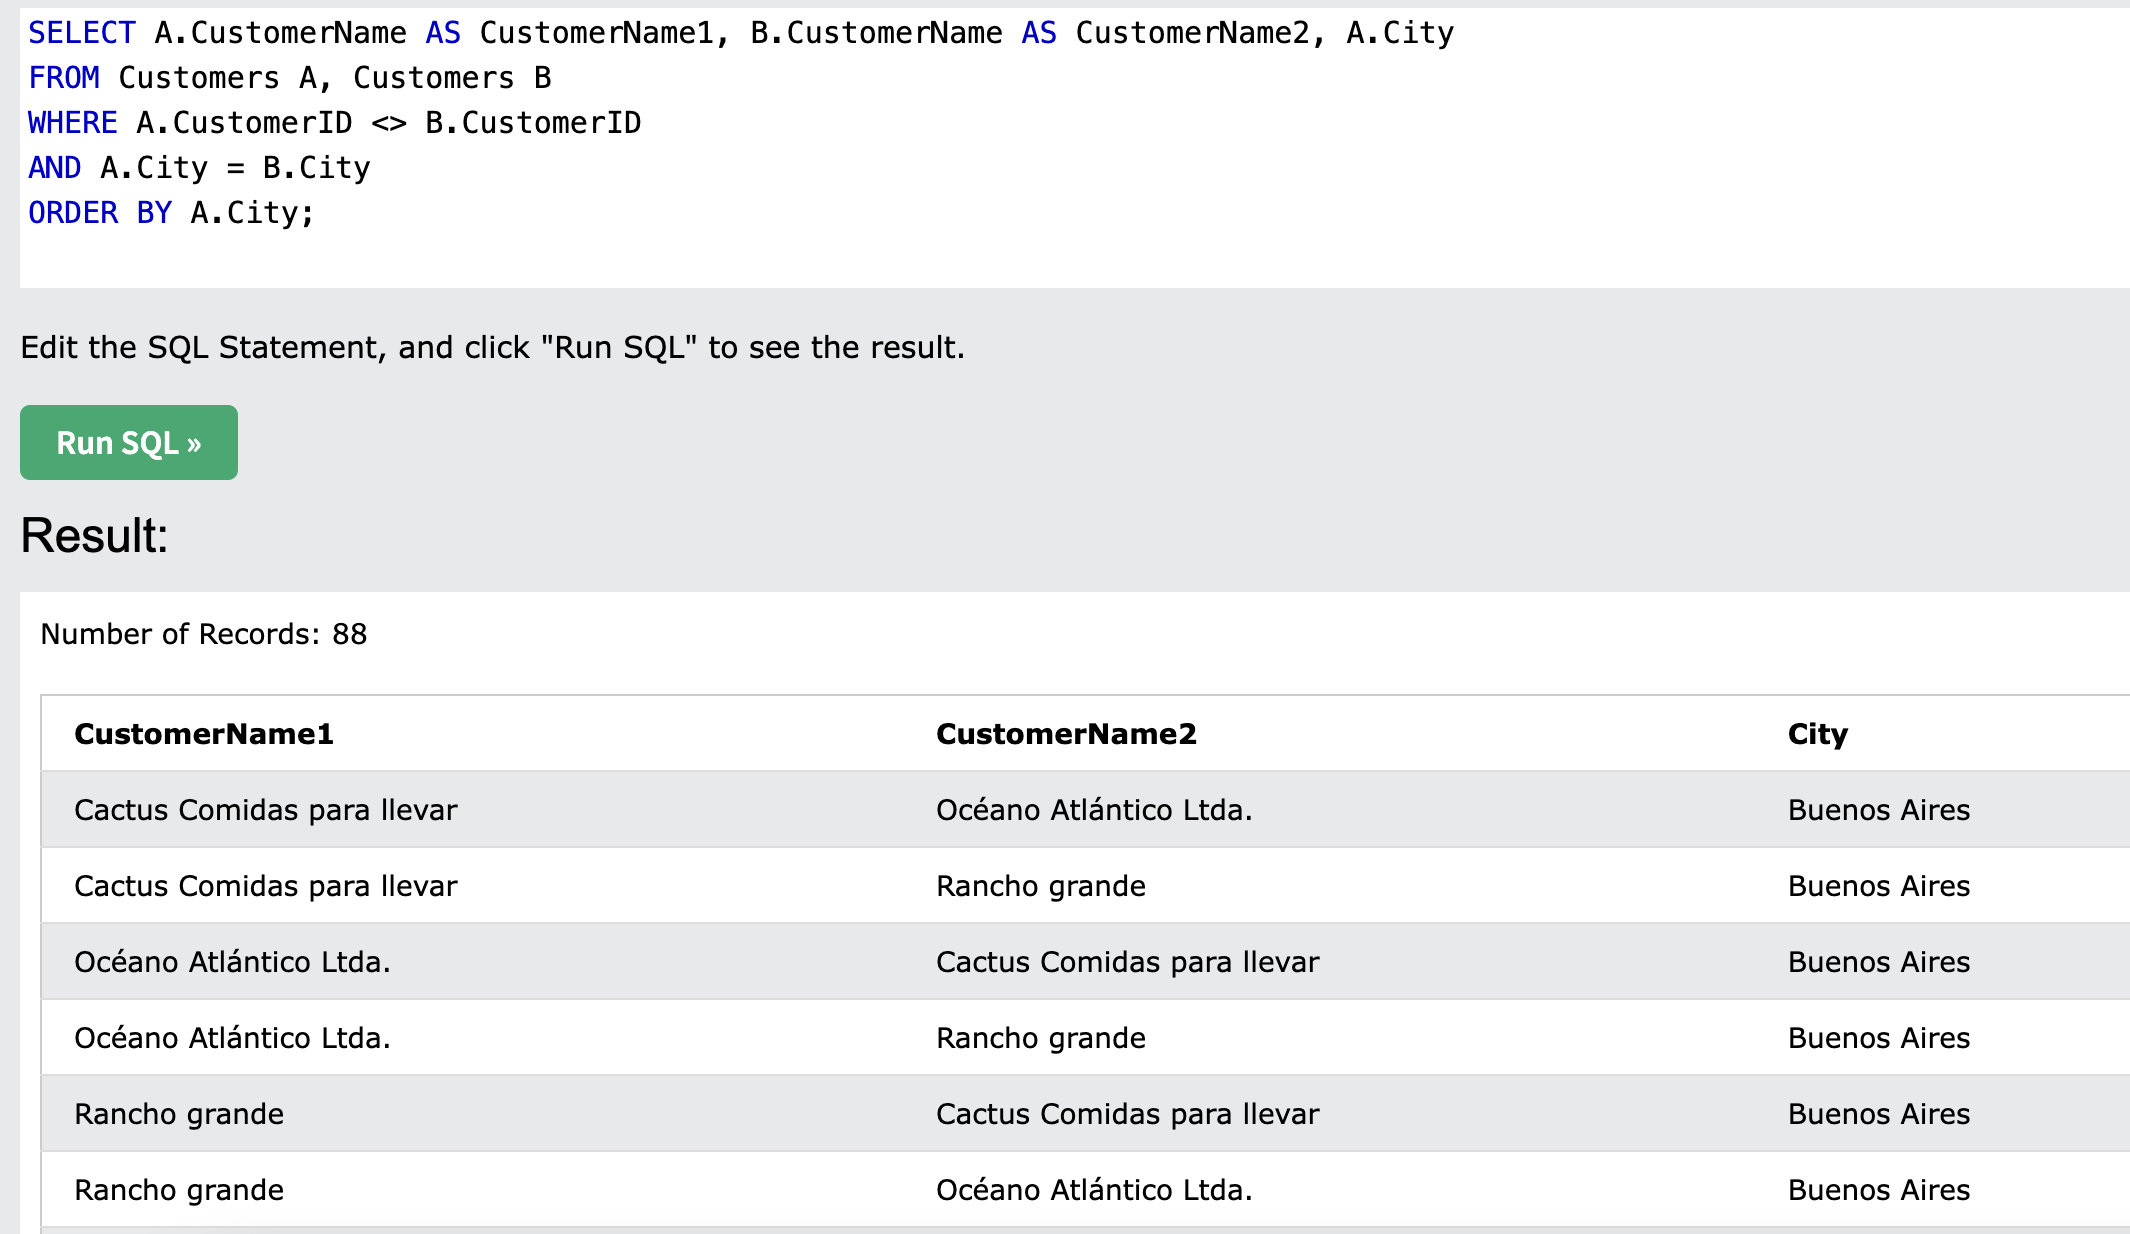 SELECT A.CustomerName AS CustomerName1, B.CustomerName AS CustomerName2, A.City
FROM Customers A, Customers B
WHERE A.CustomerID <> B.CustomerID
AND A.City = B.City
ORDER BY A.City;
Edit the SQL Statement, and click "Run SQL" to see the result.
Run SQL »
Result:
Number of Records: 88
CustomerName1 CustomerName2 City
Cactus Comidas para llevar Océano Atlántico Ltda. Buenos Aires
Cactus Comidas para llevar Rancho grande Buenos Aires
Océano Atlántico Ltda. Cactus Comidas para llevar Buenos Aires
Océano Atlántico Ltda. Rancho grande Buenos Aires
Rancho grande Cactus Comidas para llevar Buenos Aires
Rancho grande Océano Atlántico Ltda. Buenos Aires